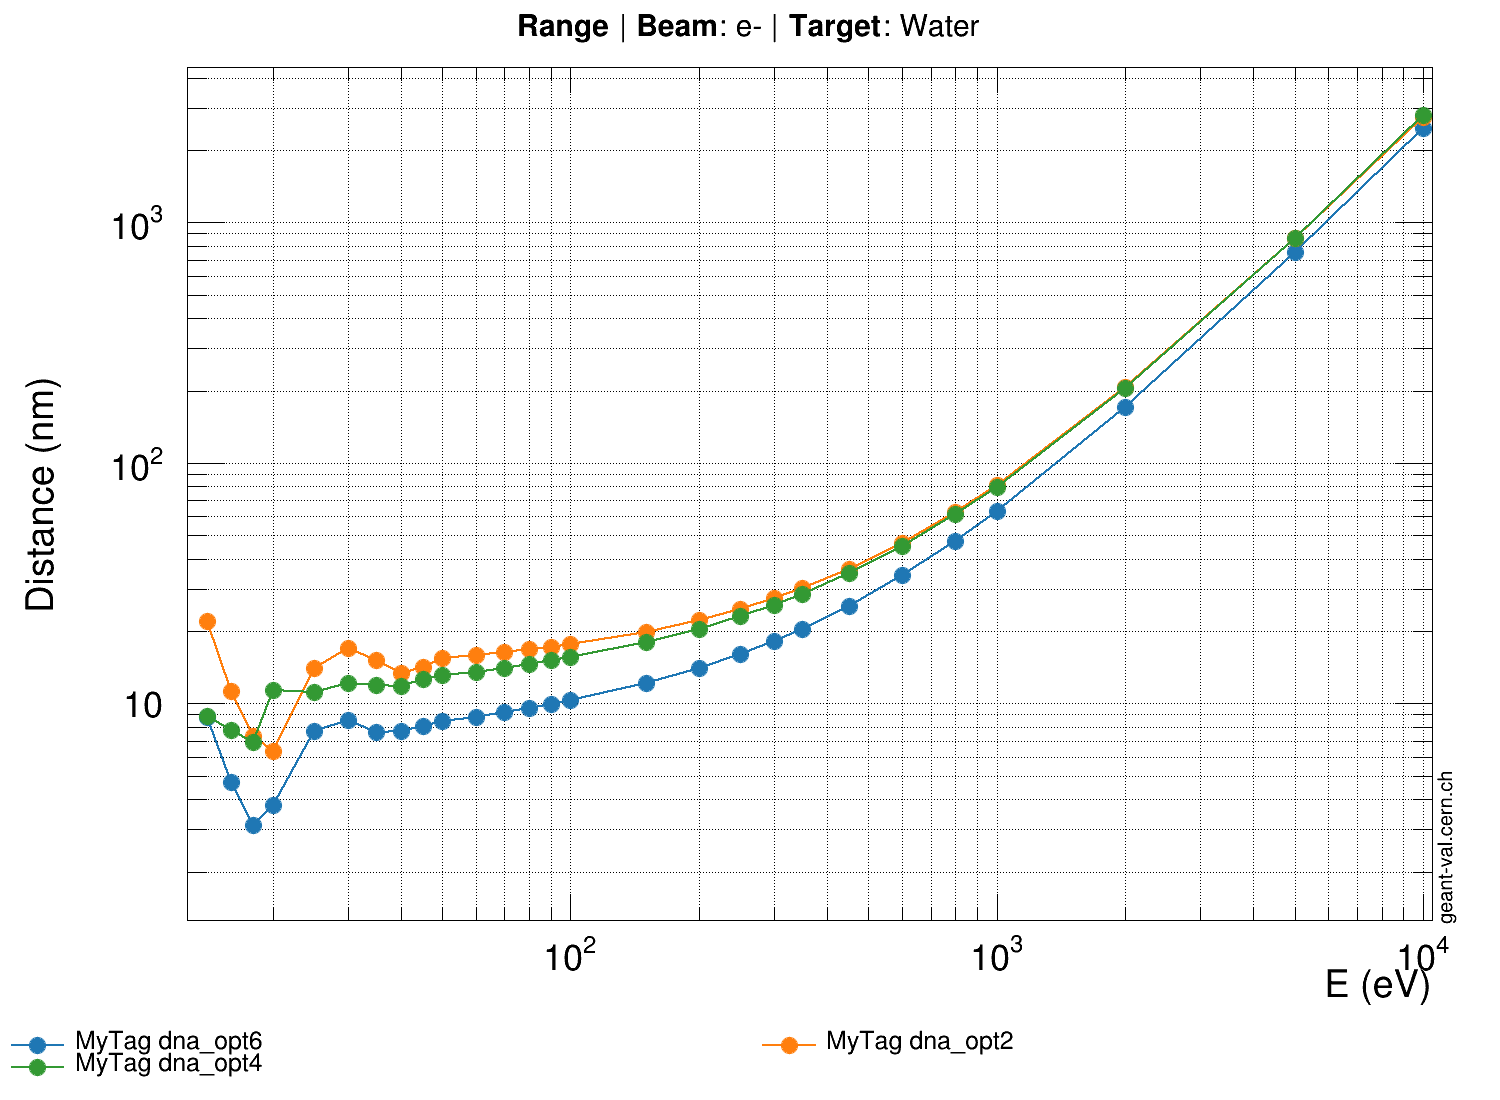 Range | Beam: e- | Target: Water
Distance (nm)
10³
10²
10
10²
10³
10⁴
E (eV)
geant-val.cern.ch
MyTag dna_opt6
MyTag dna_opt2
MyTag dna_opt4